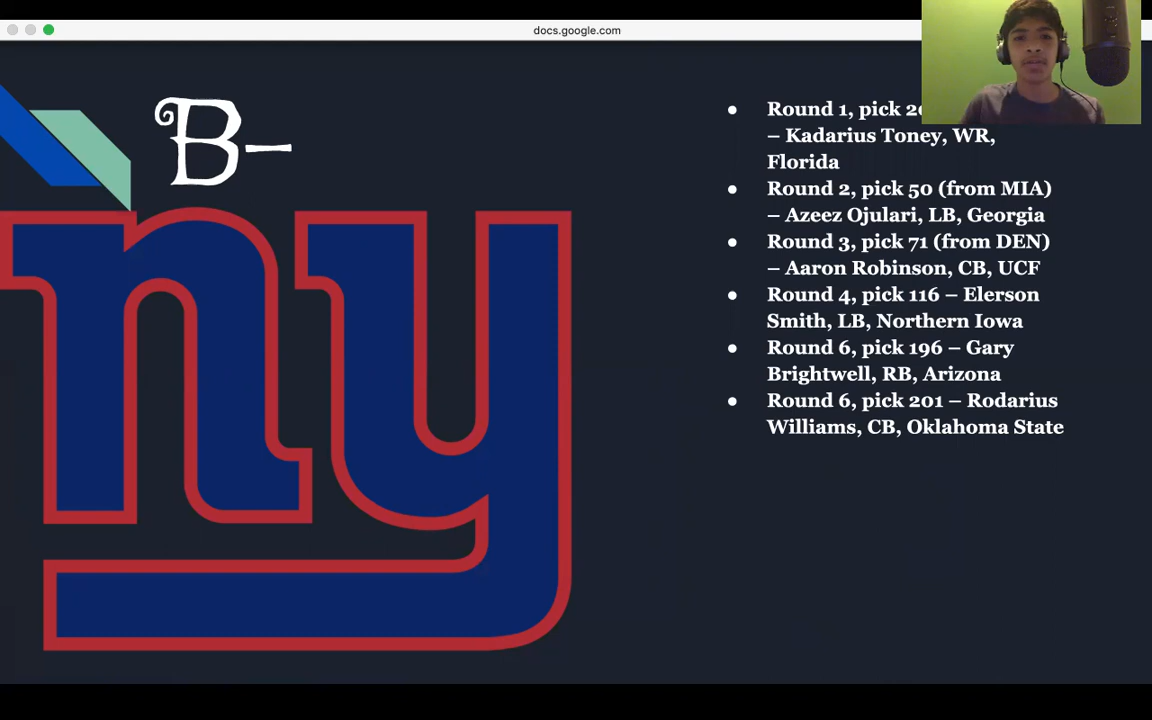 docs.google.com
B-
ny
● Round 1, pick
– Kadarius Toney, WR,
Florida
● Round 2, pick 50 (from MIA)
– Azeez Ojulari, LB, Georgia
● Round 3, pick 71 (from DEN)
– Aaron Robinson, CB, UCF
● Round 4, pick 116 – Elerson
Smith, LB, Northern Iowa
● Round 6, pick 196 – Gary
Brightwell, RB, Arizona
● Round 6, pick 201 – Rodarius
Williams, CB, Oklahoma State